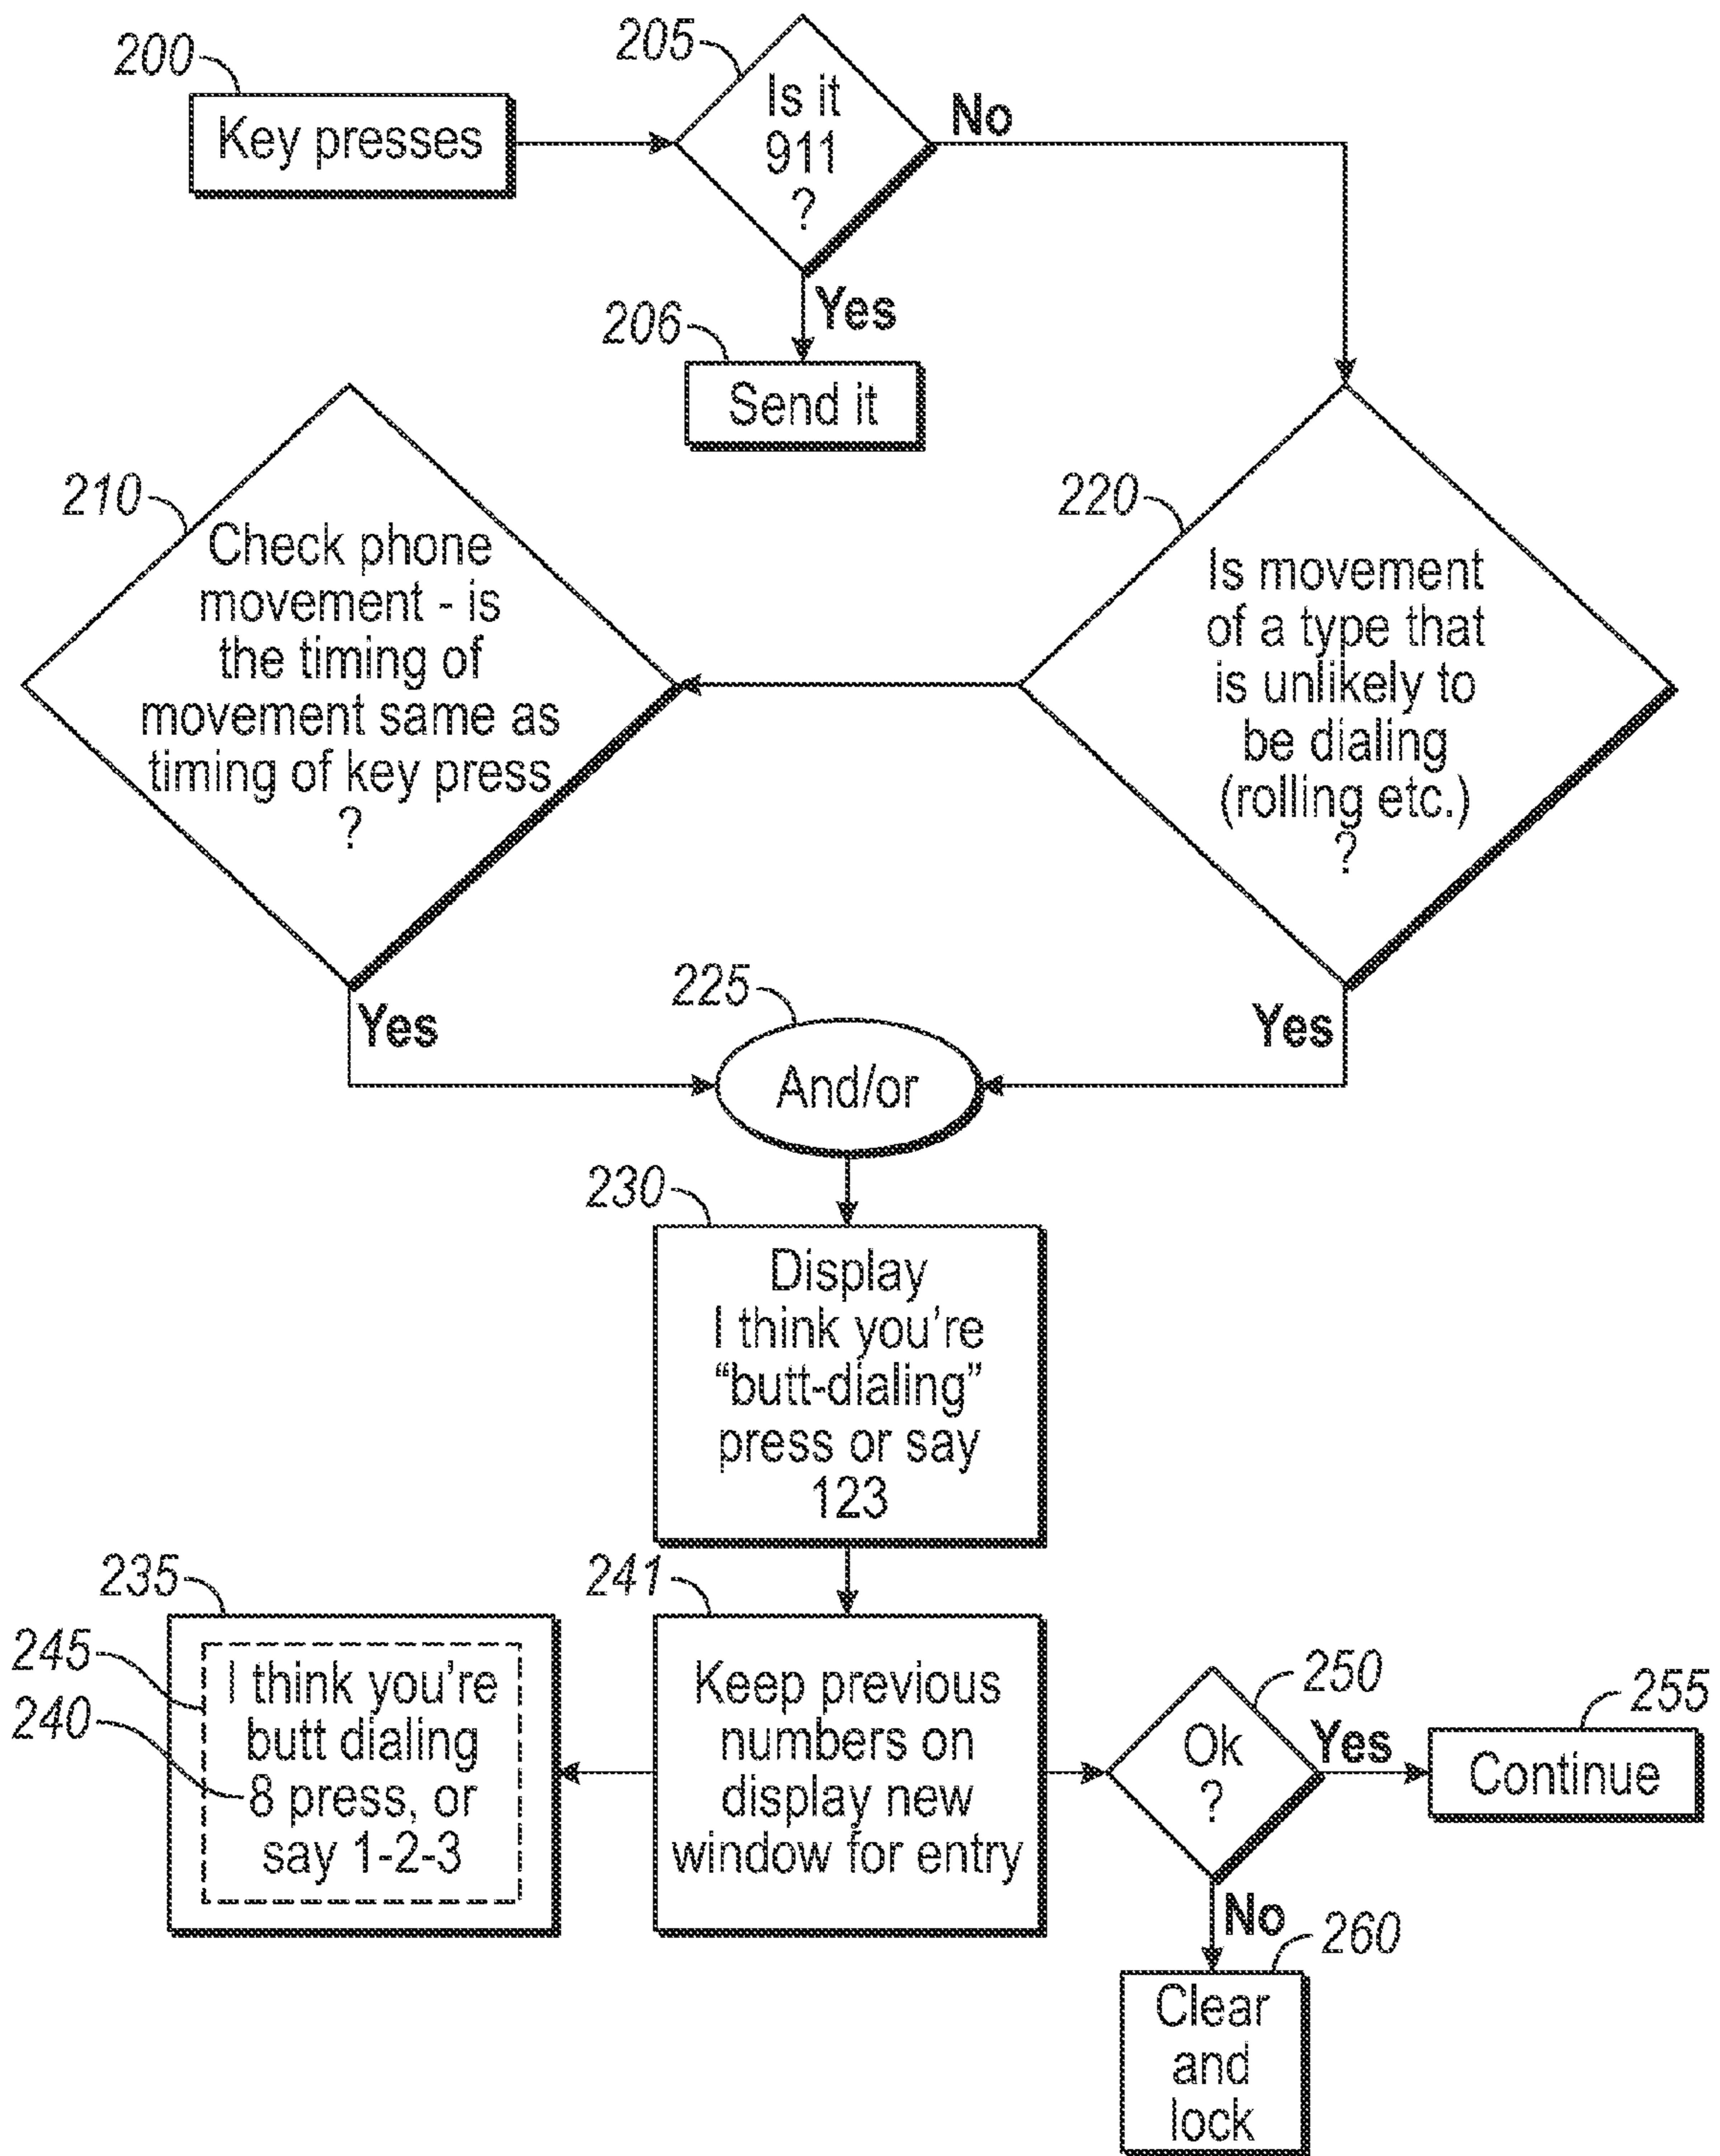 200
Key presses
205
Is it
911
?
No
Yes
206
Send it
210
Check phone
movement - is
the timing of
movement same as
timing of key press
?
Yes
220
Is movement
of a type that
is unlikely to
be dialing
(rolling etc.)
?
Yes
225
And/or
230
Display
I think you're
“butt-dialing”
press or say
123
235
245
240
I think you're
butt dialing
8 press, or
say 1-2-3
241
Keep previous
numbers on
display new
window for entry
250
Ok
?
Yes
255
Continue
No
260
Clear
and
lock